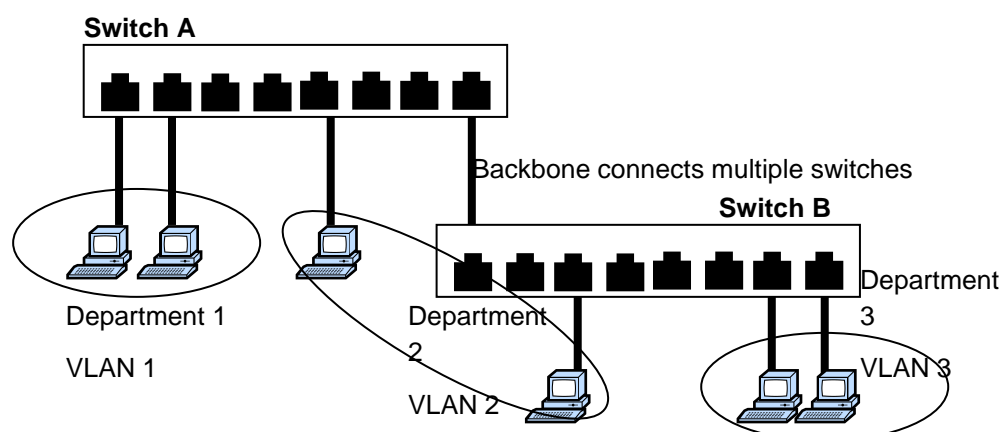 Switch A
Backbone connects multiple switches
Switch B
Department 1
VLAN 1
Department
2
VLAN 2
Department
3
VLAN 3